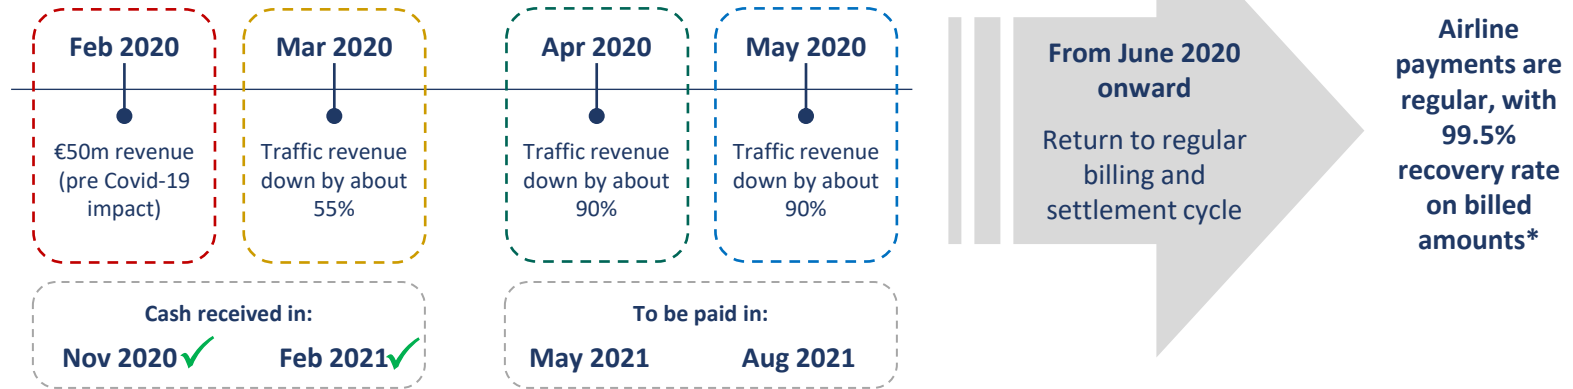 Feb 2020
€50m revenue
(pre Covid-19
impact)
Mar 2020
Traffic revenue
down by about
55%
Apr 2020
Traffic revenue
down by about
90%
May 2020
Traffic revenue
down by about
90%
Cash received in:
Nov 2020
Feb 2021
To be paid in:
May 2021
Aug 2021
From June 2020
onward
Return to regular
billing and
settlement cycle
Airline
payments are
regular, with
99.5%
recovery rate
on billed
amounts*